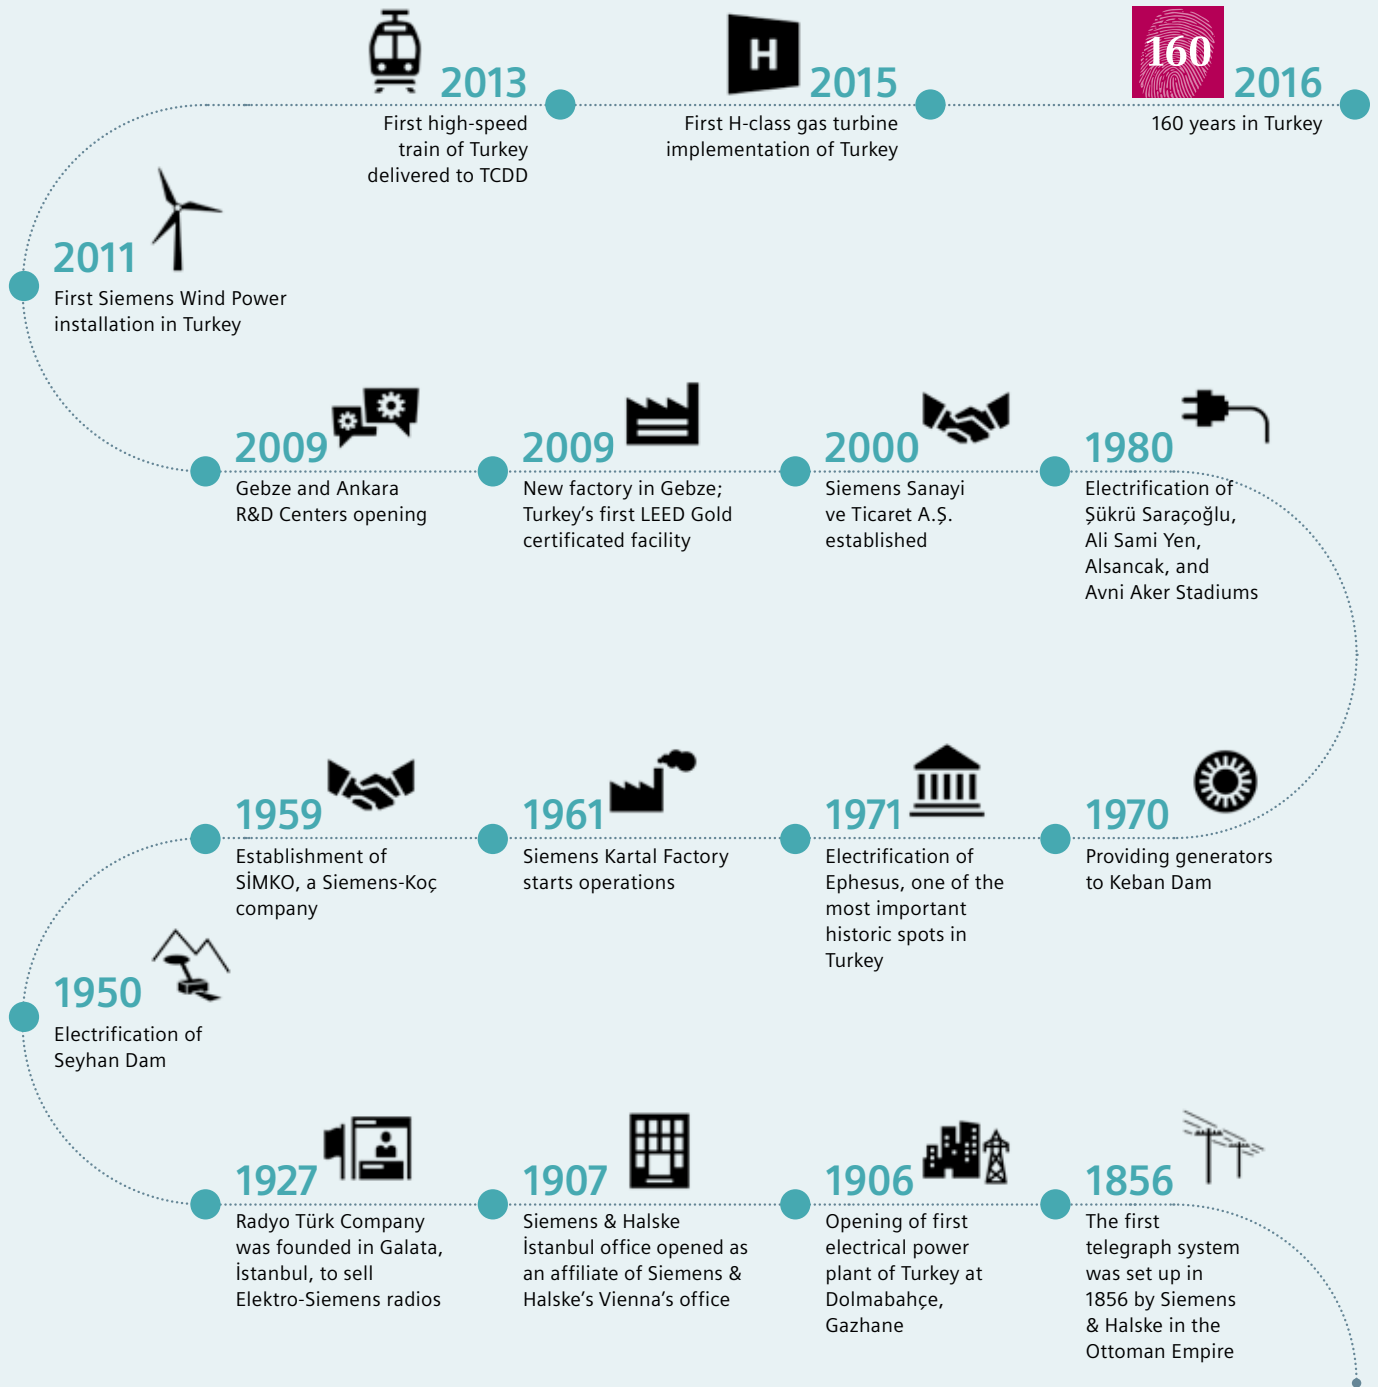 2013
First high-speed
train of Turkey
delivered to TCDD
H
2015
First H-class gas turbine
implementation of Turkey
160
2016
160 years in Turkey
2011
First Siemens Wind Power
installation in Turkey
2009
Gebze and Ankara
R&D Centers opening
2009
New factory in Gebze;
Turkey’s first LEED Gold
certificated facility
2000
Siemens Sanayi
ve Ticaret A.Ş.
established
1980
Electrification of
Şükrü Saraçoğlu,
Ali Sami Yen,
Alsancak, and
Avni Aker Stadiums
1959
Establishment of
SİMKO, a Siemens-Koç
company
1961
Siemens Kartal Factory
starts operations
1971
Electrification of
Ephesus, one of the
most important
historic spots in
Turkey
1970
Providing generators
to Keban Dam
1950
Electrification of
Seyhan Dam
1927
Radyo Türk Company
was founded in Galata,
İstanbul, to sell
Elektro-Siemens radios
1907
Siemens & Halske
İstanbul office opened as
an affiliate of Siemens &
Halske’s Vienna’s office
1906
Opening of first
electrical power
plant of Turkey at
Dolmabahçe,
Gazhane
1856
The first
telegraph system
was set up in
1856 by Siemens
& Halske in the
Ottoman Empire